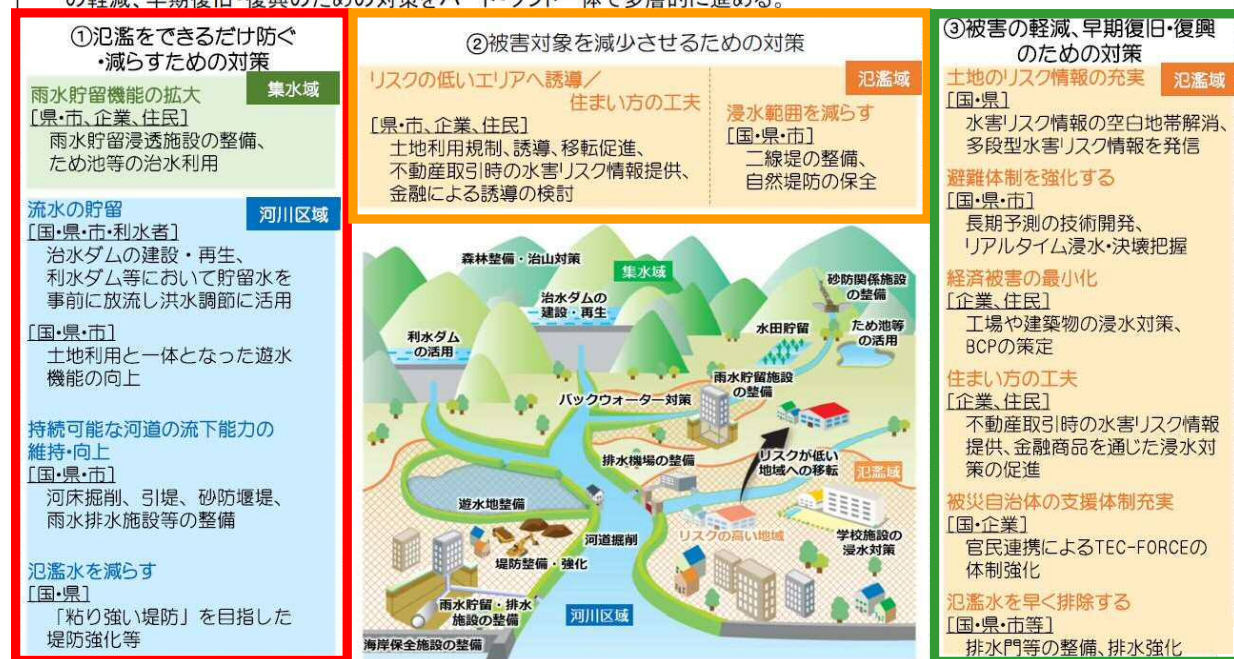 の軽減、早期復旧・復興のための対策をハード・ソフト一体で多層的に進める。
①氾濫をできるだけ防ぐ
・減らすための対策
集水域
雨水貯留機能の拡大
[県・市、企業、住民]
雨水貯留浸透施設の整備、
ため池等の治水利用
河川区域
流水の貯留
[国・県・市・利水者]
治水ダムの建設・再生、
利水ダム等において貯留水を
事前に放流し洪水調節に活用
[国・県・市]
土地利用と一体となった遊水
機能の向上
持続可能な河道の流下能力の
維持・向上
[国・県・市]
河床掘削、引堤、砂防堰堤、
雨水排水施設等の整備
氾濫水を減らす
[国・県]
「粘り強い堤防」を目指した
堤防強化等
②被害対象を減少させるための対策
氾濫域
リスクの低いエリアへ誘導／
住まい方の工夫
[県・市、企業、住民]
土地利用規制、誘導、移転促進、
不動産取引時の水害リスク情報提供、
金融による誘導の検討
浸水範囲を減らす
[国・県・市]
二線堤の整備、
自然堤防の保全
森林整備・治山対策
集水域
治水ダムの
建設・再生
砂防関係施設
の整備
利水ダム
の活用
水田貯留
ため池等
の活用
雨水貯留施設
の整備
バックウォーター対策
排水機場の整備
リスクが低い
地域への移転
氾濫域
遊水地整備
河道掘削
リスクの高い地域
学校施設の
浸水対策
堤防整備・強化
雨水貯留・排水
施設の整備
河川区域
海岸保全施設の整備
③被害の軽減、早期復旧・復興
のための対策
氾濫域
土地のリスク情報の充実
[国・県]
水害リスク情報の空白地帯解消、
多段型水害リスク情報を発信
避難体制を強化する
[国・県・市]
長期予測の技術開発、
リアルタイム浸水・決壊把握
経済被害の最小化
[企業、住民]
工場や建築物の浸水対策、
BCPの策定
住まい方の工夫
[企業、住民]
不動産取引時の水害リスク情報
提供、金融商品を通じた浸水対
策の促進
被災自治体の支援体制充実
[国・企業]
官民連携によるTEC-FORCEの
体制強化
氾濫水を早く排除する
[国・県・市等]
排水門等の整備、排水強化